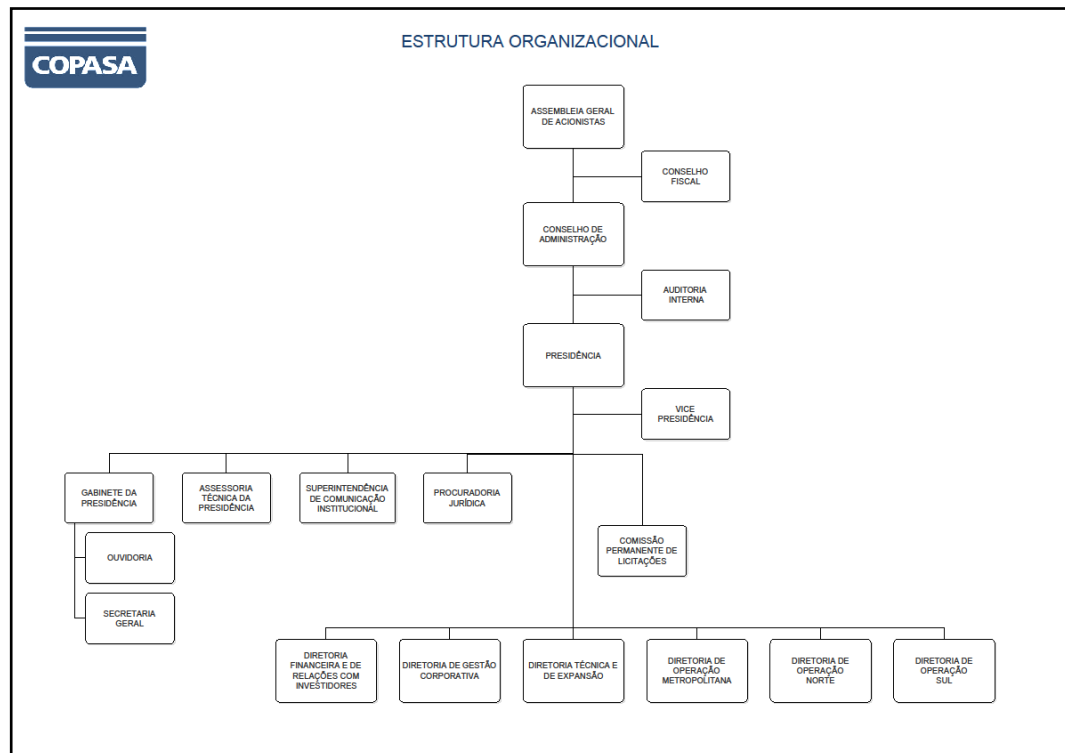 COPASA
ESTRUTURA ORGANIZACIONAL
ASSEMBLEIA GERAL
DE ACIONISTAS
CONSELHO
FISCAL
CONSELHO DE
ADMINISTRAÇÃO
AUDITORIA
INTERNA
PRESIDÊNCIA
VICE
PRESIDÊNCIA
GABINETE DA
PRESIDÊNCIA
ASSESSORIA
TÉCNICA DA
PRESIDÊNCIA
SUPERINTENDÊNCIA
DE COMUNICAÇÃO
INSTITUCIONAL
PROCURADORIA
JURÍDICA
OUVIDORIA
SECRETARIA
GERAL
COMISSÃO
PERMANENTE DE
LICITAÇÕES
DIRETORIA
FINANCEIRA E DE
RELAÇÕES COM
INVESTIDORES
DIRETORIA DE GESTÃO
CORPORATIVA
DIRETORIA TÉCNICA E
DE EXPANSÃO
DIRETORIA DE
OPERAÇÃO
METROPOLITANA
DIRETORIA DE
OPERAÇÃO
NORTE
DIRETORIA DE
OPERAÇÃO
SUL